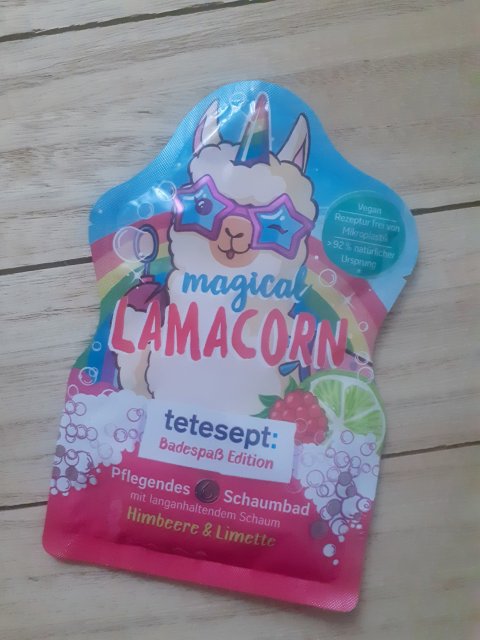 Vegan
Rezeptur frei von
Mikroplastik
> 92 % natürlicher
Ursprung
magical
LAMACORN
tetesept:
Badespaß Edition
Pflegendes Schaumbad
mit langanhaltendem Schaum
Himbeere & Limette